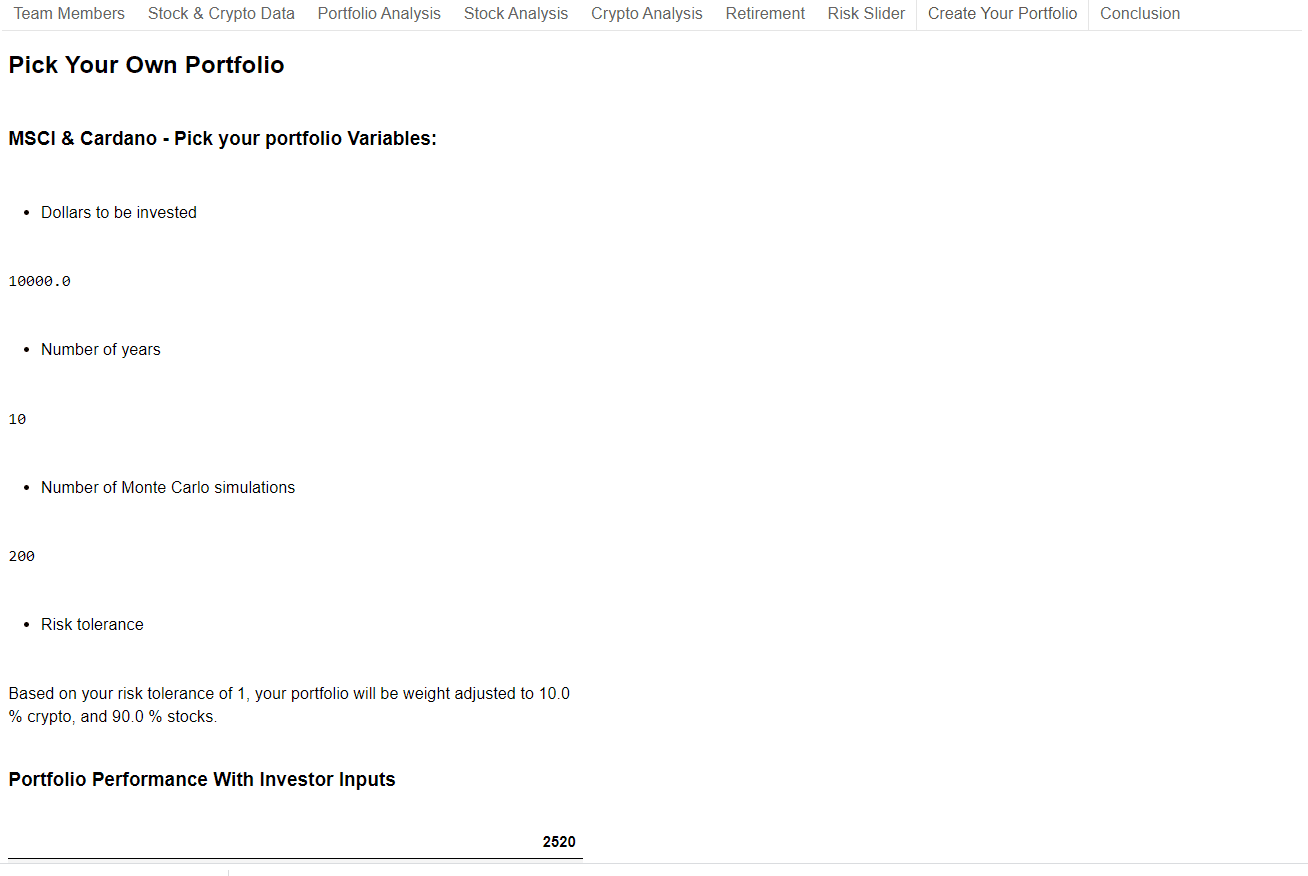 Team Members Stock & Crypto Data Portfolio Analysis Stock Analysis Crypto Analysis Retirement Risk Slider Create Your Portfolio Conclusion
Pick Your Own Portfolio
MSCI & Cardano - Pick your portfolio Variables:
• Dollars to be invested
10000.0
• Number of years
10
• Number of Monte Carlo simulations
200
• Risk tolerance
Based on your risk tolerance of 1, your portfolio will be weight adjusted to 10.0
% crypto, and 90.0 % stocks.
Portfolio Performance With Investor Inputs
2520